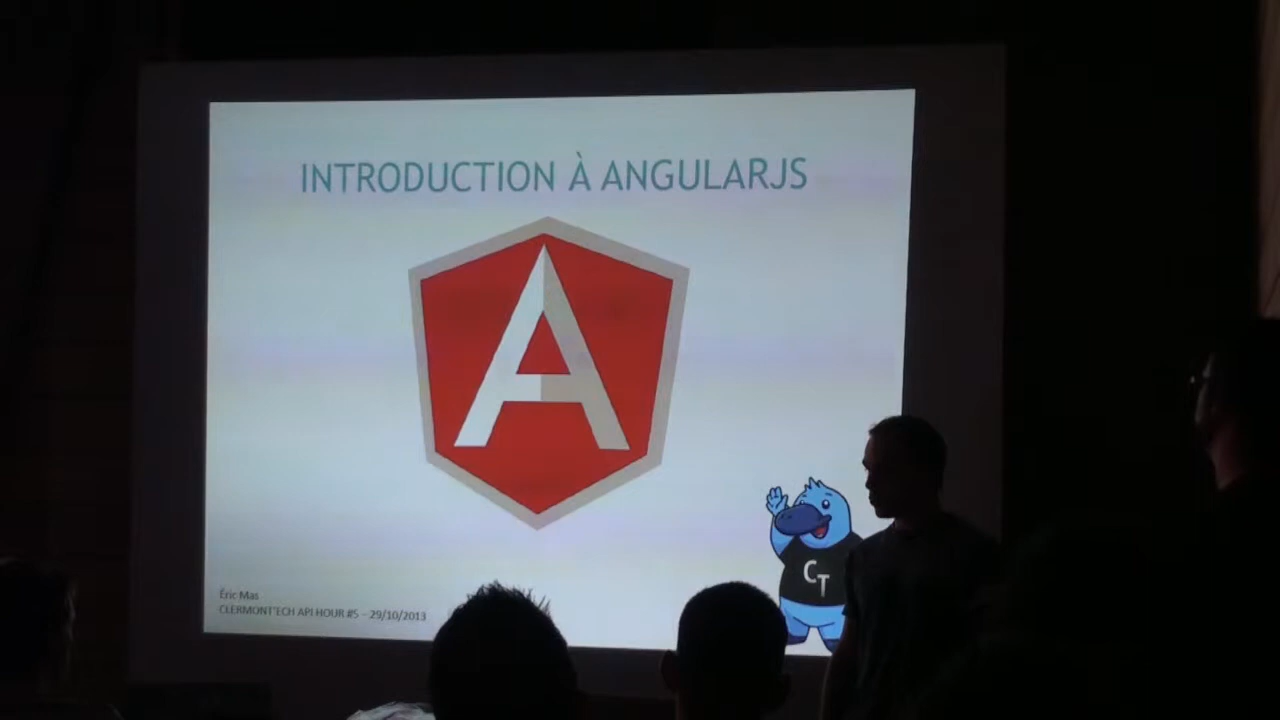 INTRODUCTION À ANGULARJS
A
Éric Mas
CLERMONT'ECH API HOUR #5 – 29/10/2013
CT